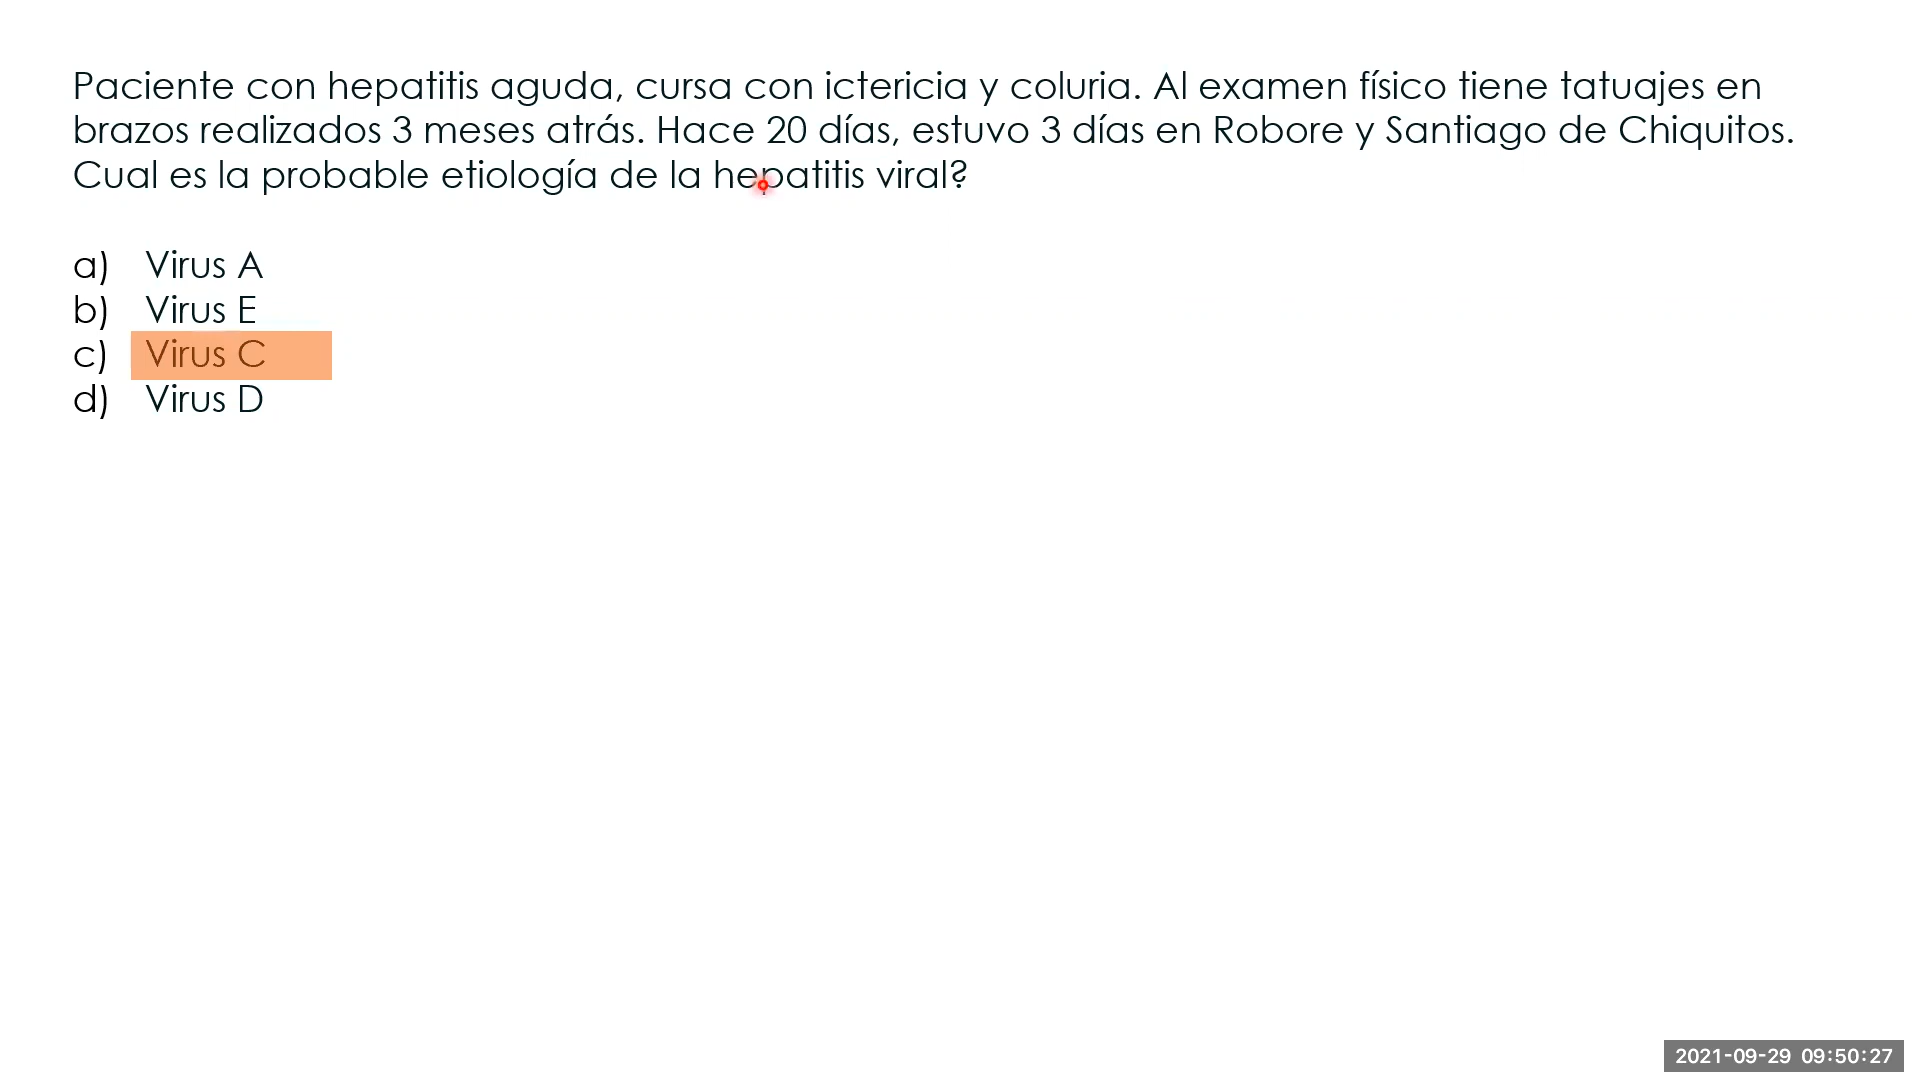 Paciente con hepatitis aguda, cursa con ictericia y coluria. Al examen físico tiene tatuajes en
brazos realizados 3 meses atrás. Hace 20 días, estuvo 3 días en Robore y Santiago de Chiquitos.
Cual es la probable etiología de la hepatitis viral?
a) Virus A
b) Virus E
c) Virus C
d) Virus D
2021-09-29 09:50:27